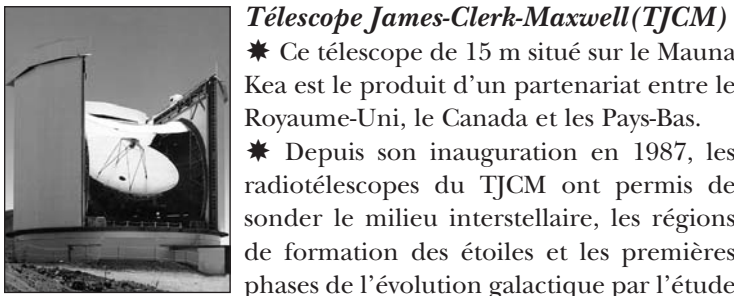 Télescope James-Clerk-Maxwell (TJCM)
✷ Ce télescope de 15 m situé sur le Mauna
Kea est le produit d'un partenariat entre le
Royaume-Uni, le Canada et les Pays-Bas.
✷ Depuis son inauguration en 1987, les
radiotélescopes du TJCM ont permis de
sonder le milieu interstellaire, les régions
de formation des étoiles et les premières
phases de l'évolution galactique par l'étude